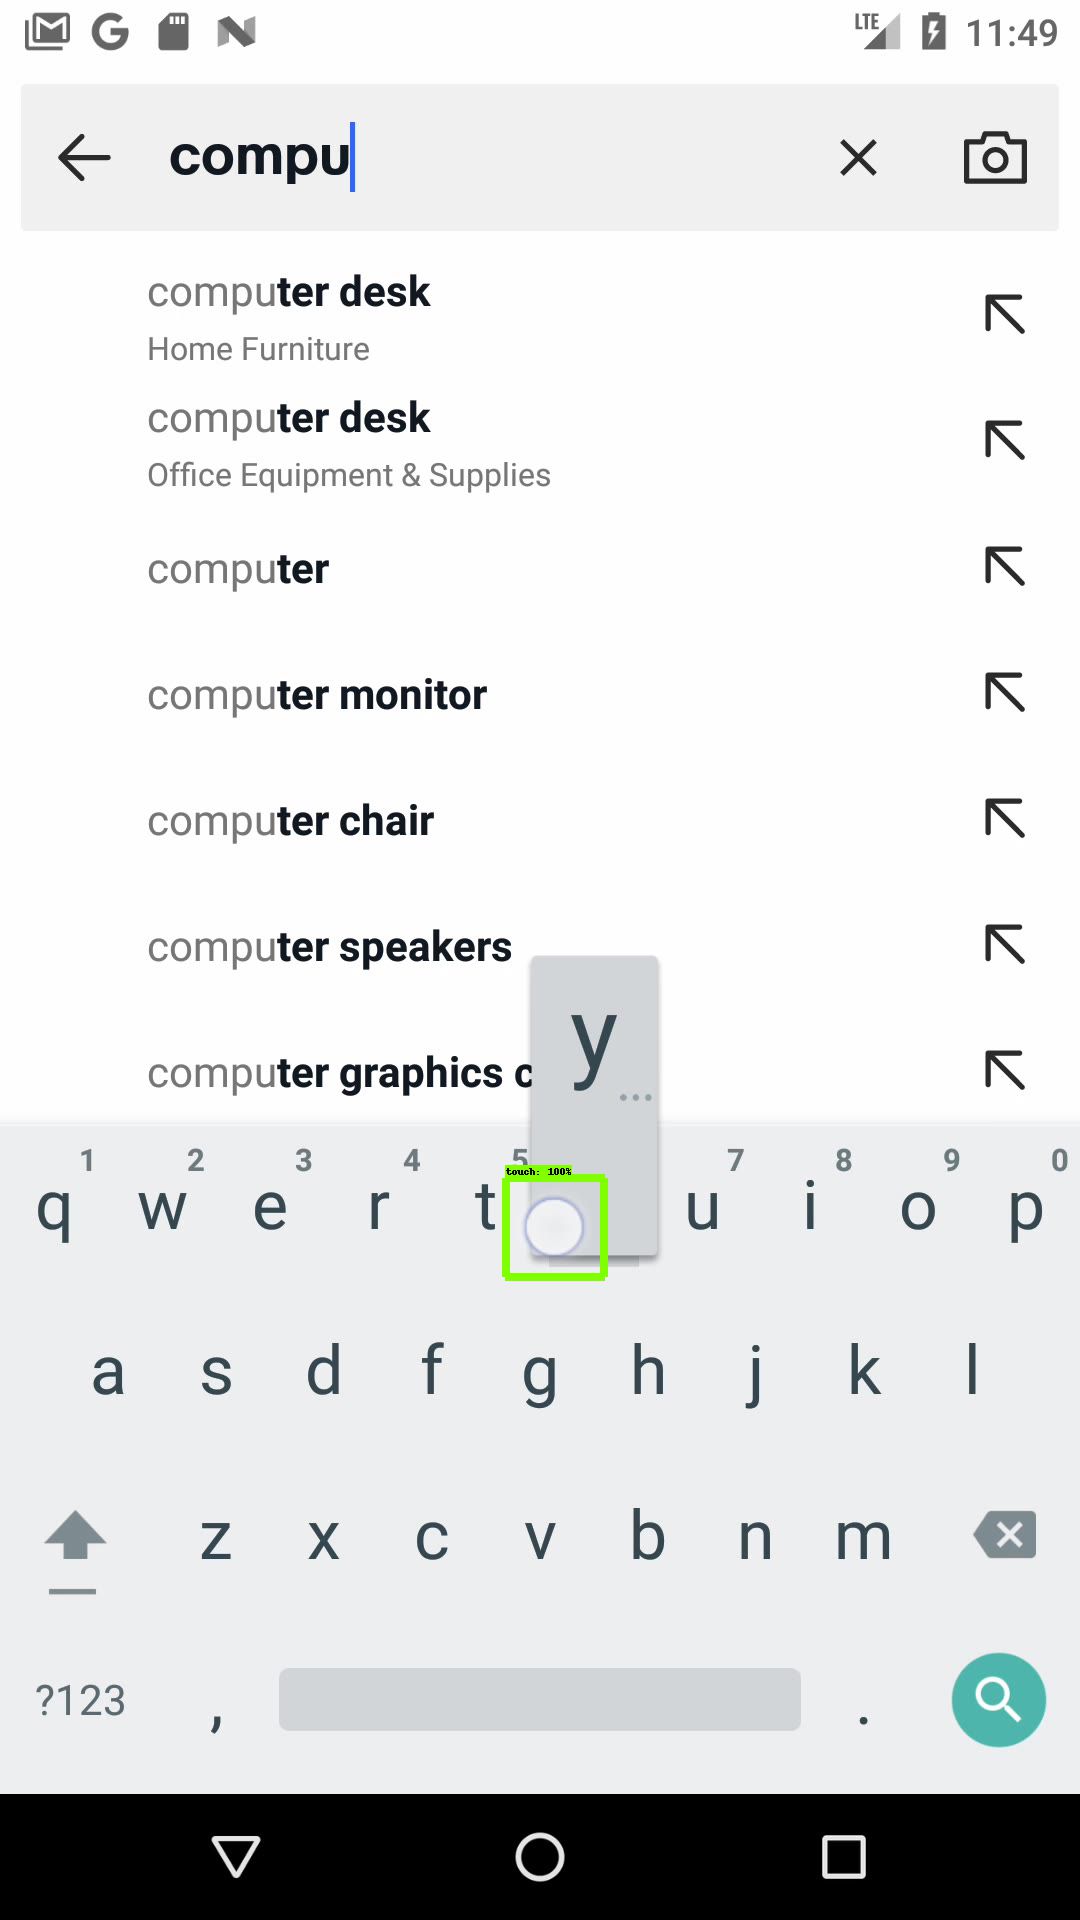 LTE 11:49
compu
computer desk
Home Furniture
computer desk
Office Equipment & Supplies
computer
computer monitor
computer chair
computer speakers
computer graphics c
y
...
1 2 3 4 5 7 8 9 0
touch: 100%
q w e r t u i o p
a s d f g h j k l
z x c v b n m
?123 , .